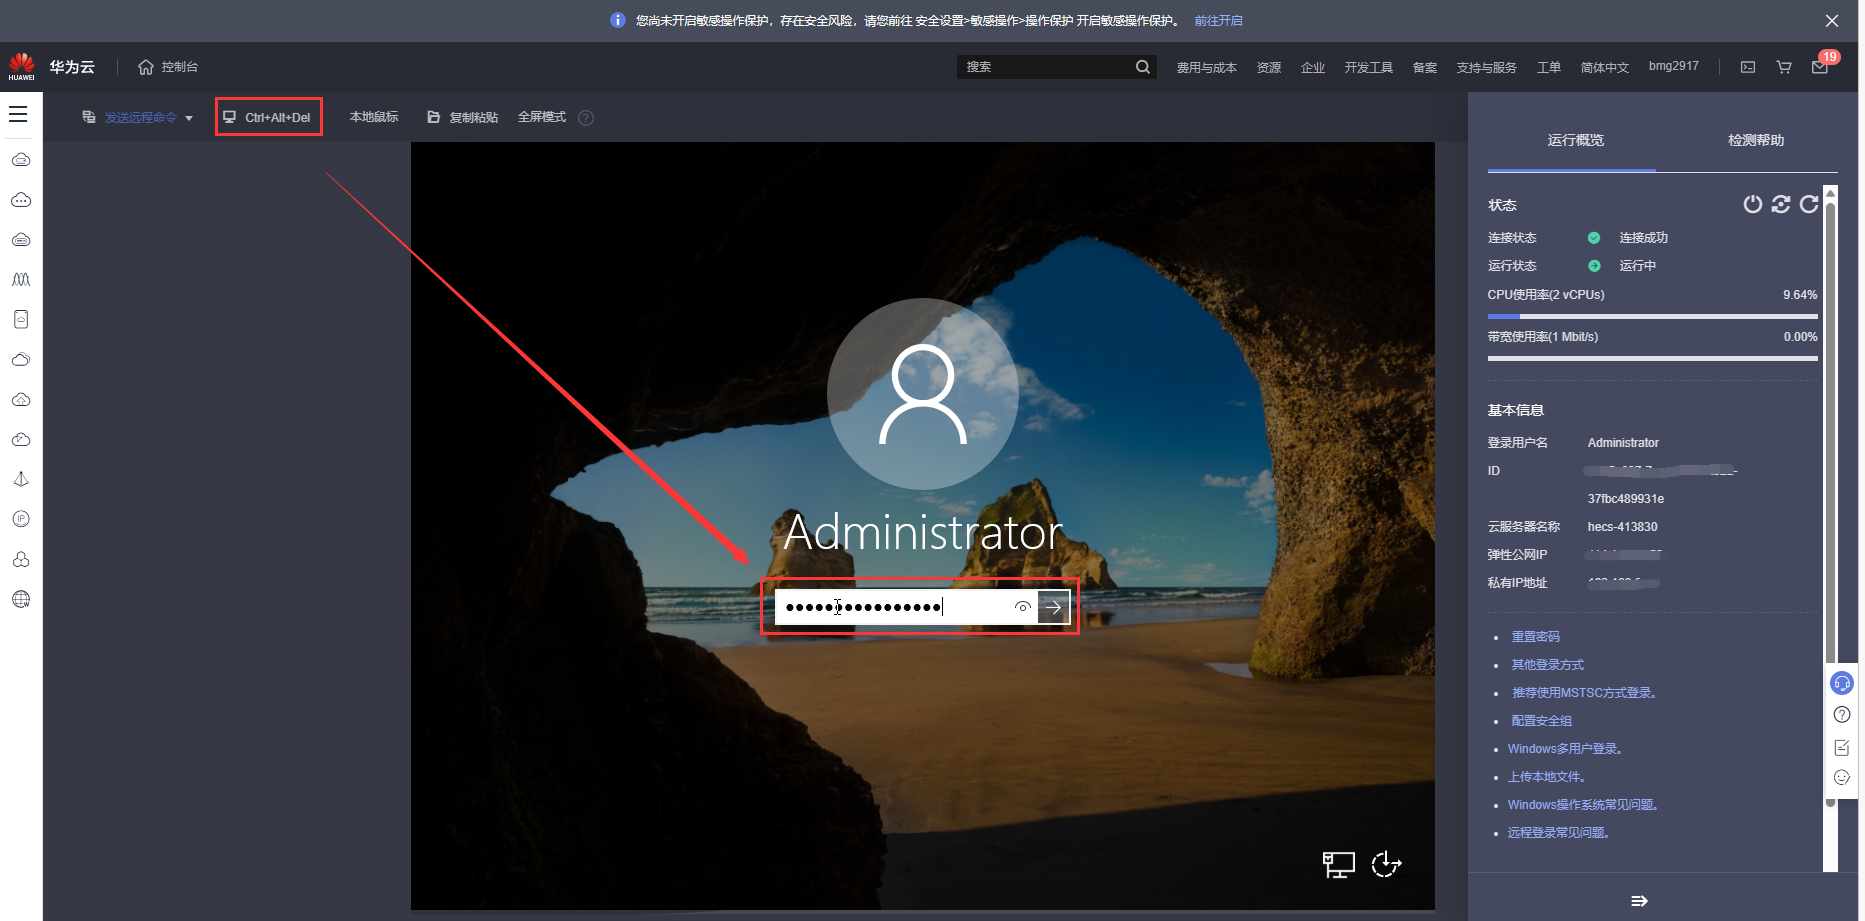 您尚未开启敏感操作保护，存在安全风险，请您前往 安全设置>敏感操作>操作保护 开启敏感操作保护。 前往开启
HUAWEI 华为云 控制台 搜索 费用与成本 资源 企业 开发工具 备案 支持与服务 工单 简体中文 bmg2917 19
发送远程命令 Ctrl+Alt+Del 本地鼠标 复制粘贴 全屏模式
运行概览 检测帮助
状态
连接状态 连接成功
运行状态 运行中
CPU使用率(2 vCPUs) 9.64%
带宽使用率(1 Mbit/s) 0.00%
基本信息
登录用户名 Administrator
ID
37fbc489931e
云服务器名称 hecs-413830
弹性公网IP
私有IP地址
重置密码
其他登录方式
推荐使用MSTSC方式登录。
配置安全组
Windows多用户登录。
上传本地文件。
Windows操作系统常见问题。
远程登录常见问题。
Administrator